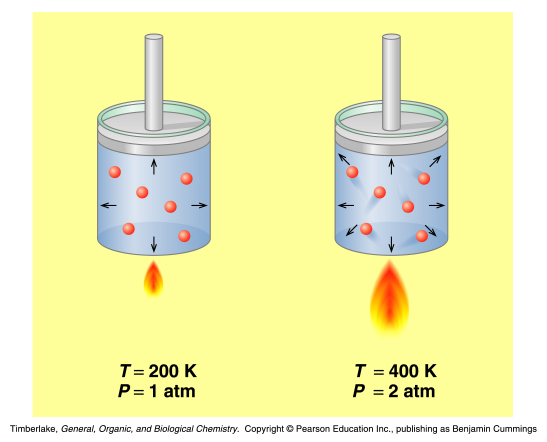 T = 200 K
P = 1 atm
T = 400 K
P = 2 atm
Timberlake, General, Organic, and Biological Chemistry. Copyright © Pearson Education Inc., publishing as Benjamin Cummings